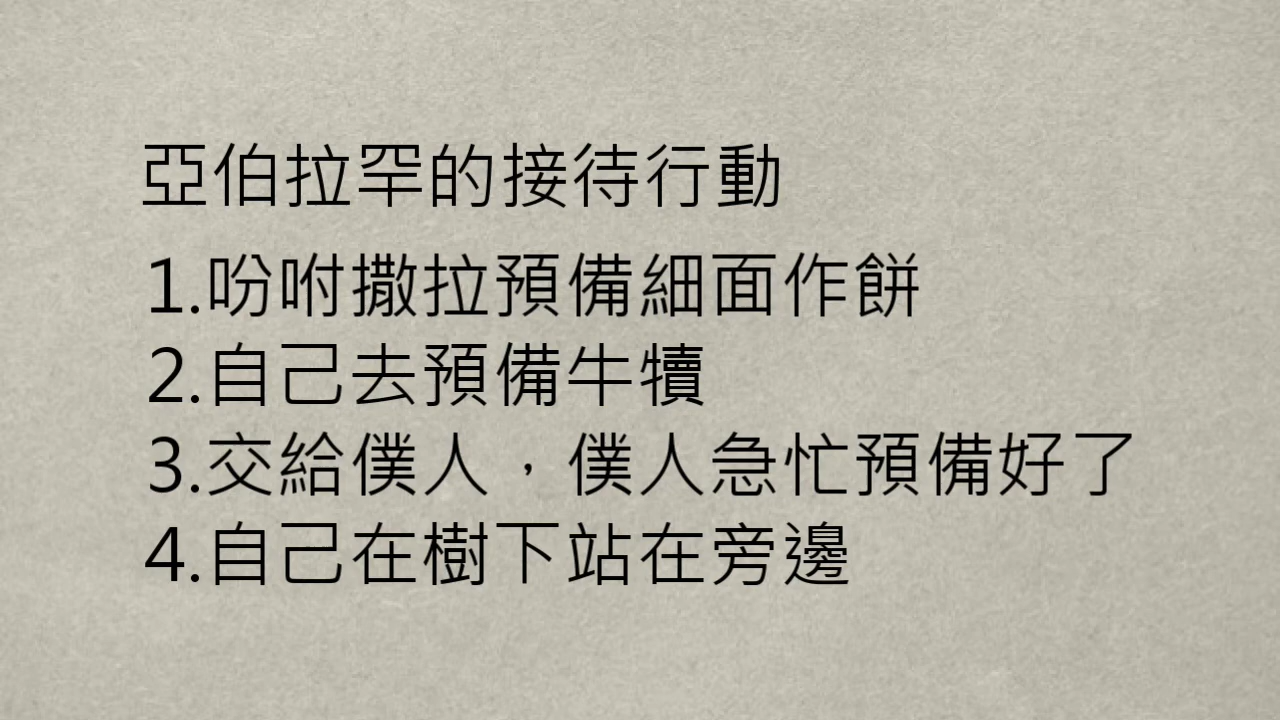 亞伯拉罕的接待行動
1.吩咐撒拉預備細面作餅
2.自己去預備牛犢
3.交給僕人，僕人急忙預備好了
4.自己在樹下站在旁邊